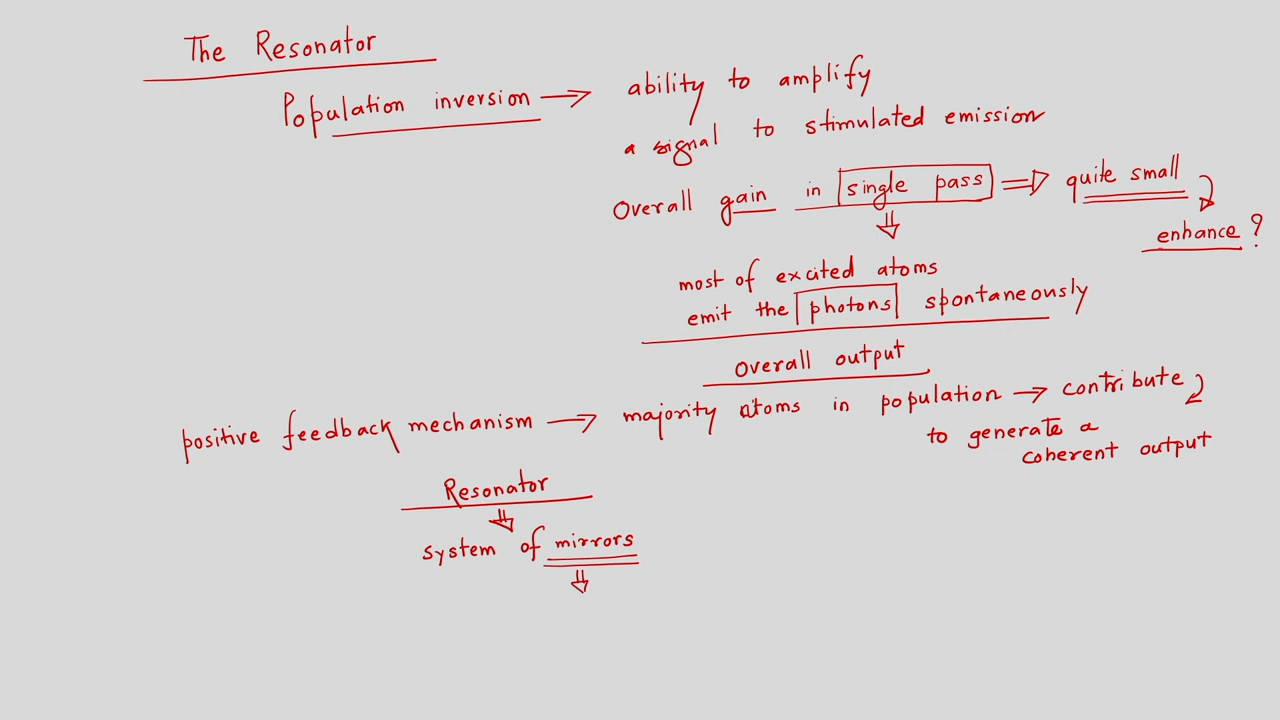 The Resonator
Population inversion → ability to amplify
a signal to stimulated emission
Overall gain in single pass ⇒ quite small
enhance ?
most of excited atoms
emit the photons spontaneously
Overall output
positive feedback mechanism → majority atoms in population → contribute
to generate a
coherent output
Resonator
system of mirrors